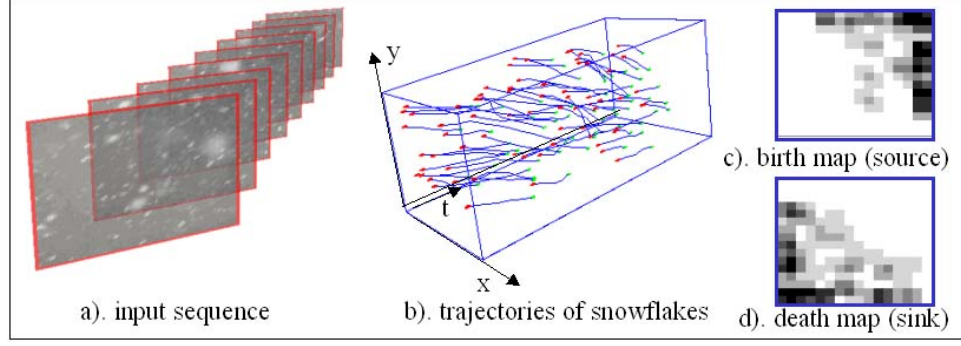 y
t
x
a). input sequence
b). trajectories of snowflakes
c). birth map (source)
d). death map (sink)